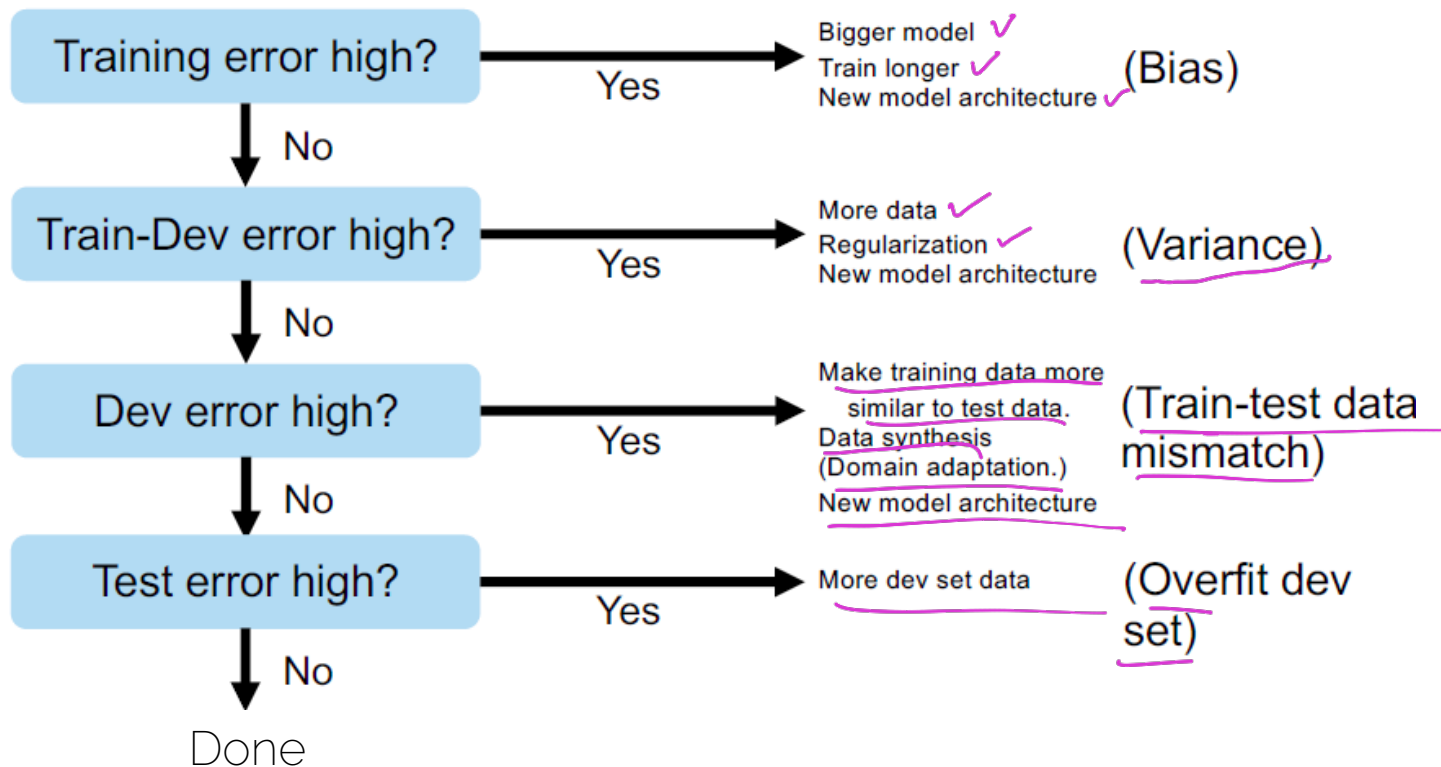 Training error high?
Yes
Bigger model
Train longer
New model architecture
(Bias)
No
Train-Dev error high?
Yes
More data
Regularization
New model architecture
(Variance)
No
Dev error high?
Yes
Make training data more
similar to test data.
Data synthesis
(Domain adaptation.)
New model architecture
(Train-test data
mismatch)
No
Test error high?
Yes
More dev set data
(Overfit dev
set)
No
Done